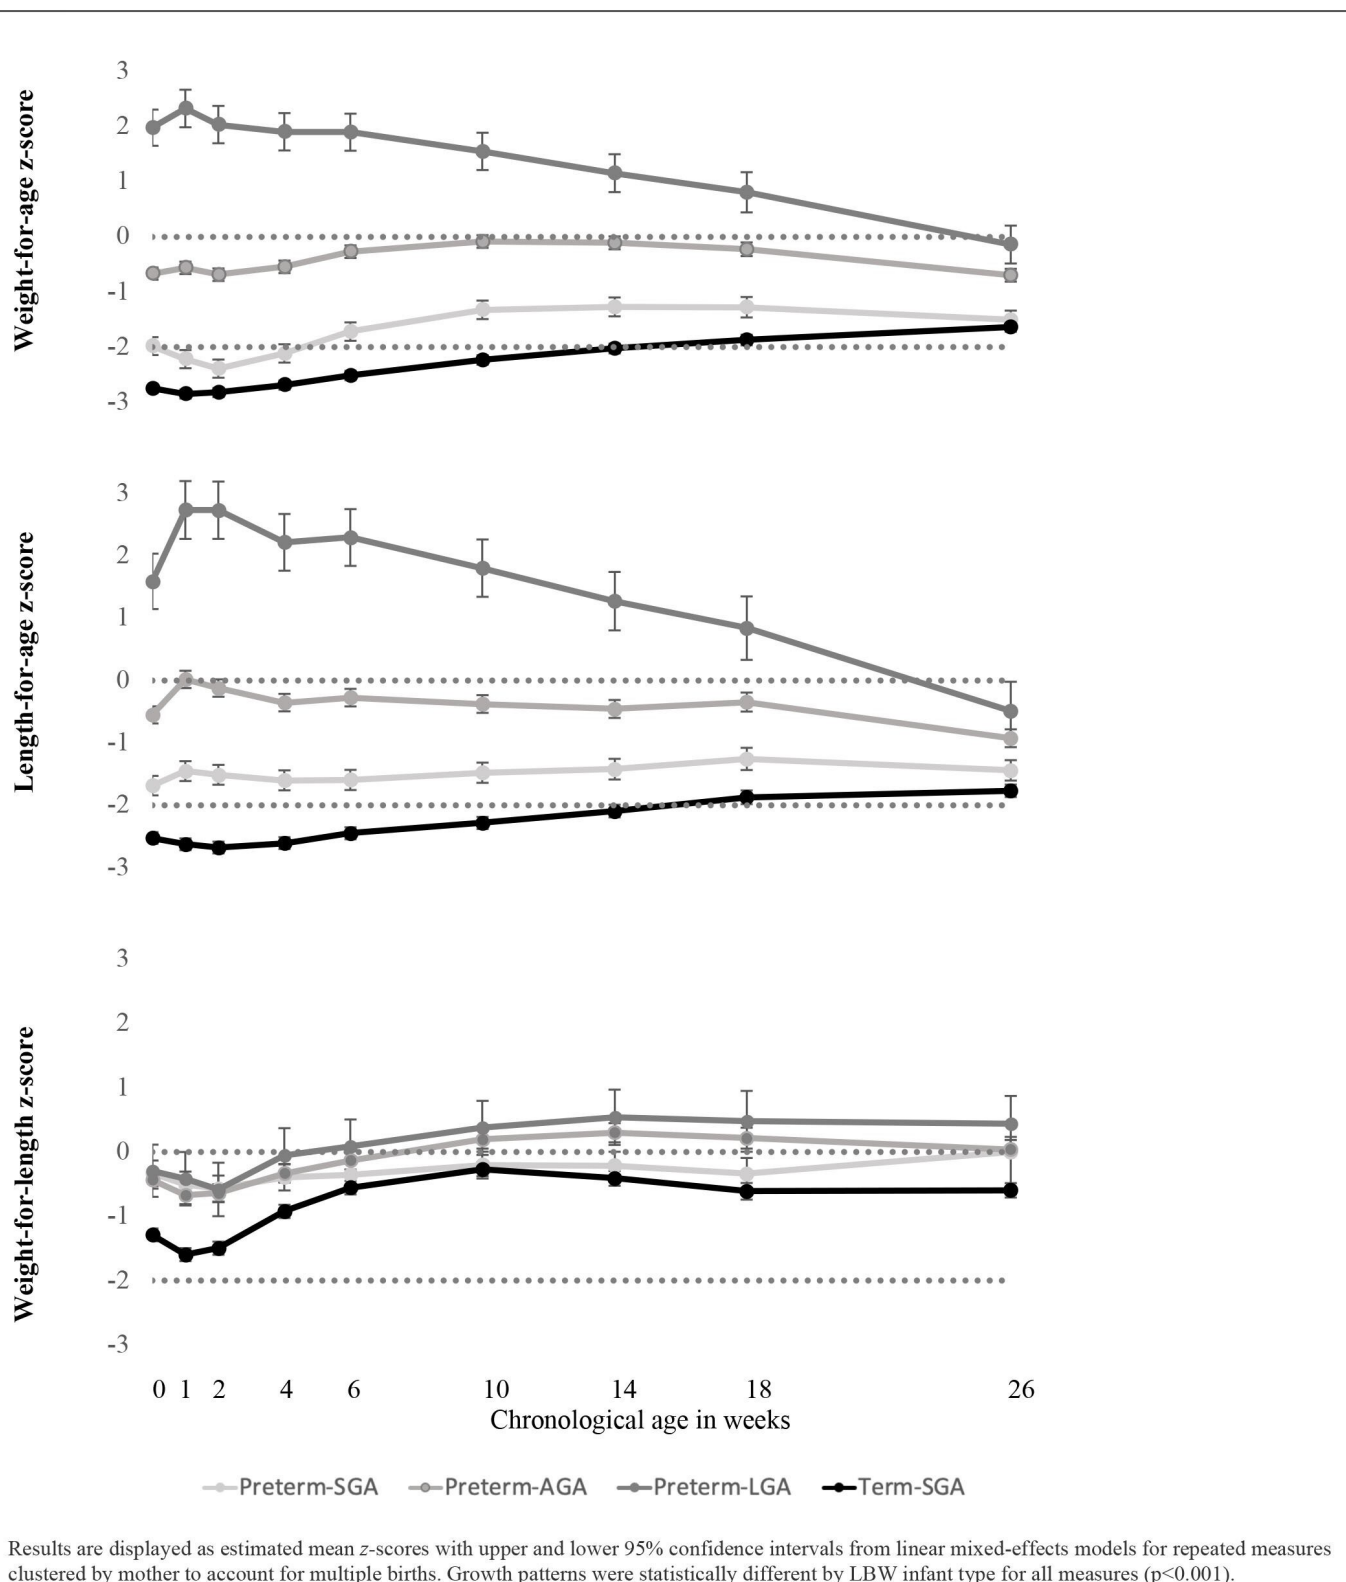 Weight-for-age z-score
3
2
1
0
-1
-2
-3
Length-for-age z-score
3
2
1
0
-1
-2
-3
Weight-for-length z-score
3
2
1
0
-1
-2
-3
0 1 2 4 6 10 14 18 26
Chronological age in weeks
Preterm-SGA Preterm-AGA Preterm-LGA Term-SGA
Results are displayed as estimated mean z-scores with upper and lower 95% confidence intervals from linear mixed-effects models for repeated measures
clustered by mother to account for multiple births. Growth patterns were statistically different by LBW infant type for all measures (p<0.001).